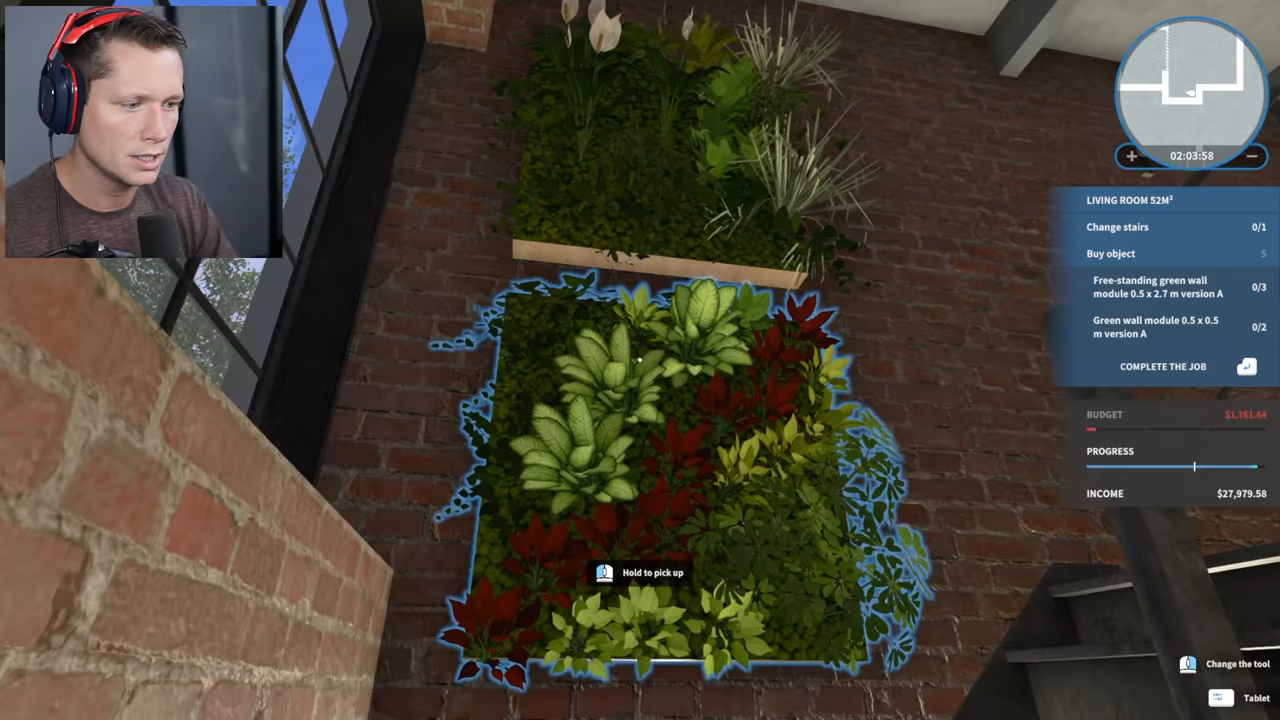 02:03:58
LIVING ROOM 52M²
Change stairs 0/1
Buy object 5
Free-standing green wall
module 0.5 x 2.7 m version A 0/3
Green wall module 0.5 x 0.5
m version A 0/2
COMPLETE THE JOB
BUDGET $1,761.64
PROGRESS
INCOME $27,979.58
Hold to pick up
Change the tool
Tablet